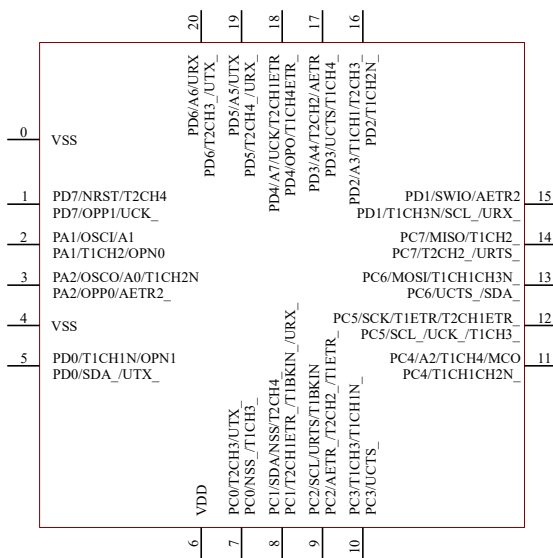 20
19
18
17
16
PD6/A6/URX
PD6/T2CH3_/UTX_
PD5/A5/UTX
PD5/T2CH4_/URX_
PD4/A7/UCK/T2CH1ETR
PD4/OPO/T1CH4ETR_
PD3/A4/T2CH2/AETR
PD3/UCTS/T1CH4_
PD2/A3/T1CH1/T2CH3_
PD2/T1CH2N_
0
VSS
1
PD7/NRST/T2CH4
PD7/OPP1/UCK_
2
PA1/OSCI/A1
PA1/T1CH2/OPN0
3
PA2/OSCO/A0/T1CH2N
PA2/OPP0/AETR2_
4
VSS
5
PD0/T1CH1N/OPN1
PD0/SDA_/UTX_
PD1/SWIO/AETR2
PD1/T1CH3N/SCL_/URX_
15
PC7/MISO/T1CH2_
PC7/T2CH2_/URTS_
14
PC6/MOSI/T1CH1CH3N_
PC6/UCTS_/SDA_
13
PC5/SCK/T1ETR/T2CH1ETR_
PC5/SCL_/UCK_/T1CH3_
12
PC4/A2/T1CH4/MCO
PC4/T1CH1CH2N_
11
VDD
PC0/T2CH3/UTX_
PC0/NSS_/T1CH3_
PC1/SDA/NSS/T2CH4_
PC1/T2CH1ETR_/T1BKIN_/URX_
PC2/SCL/URTS/T1BKIN
PC2/AETR_/T2CH2_/T1ETR_
PC3/T1CH3/T1CH1N_
PC3/UCTS_
6
7
8
9
10